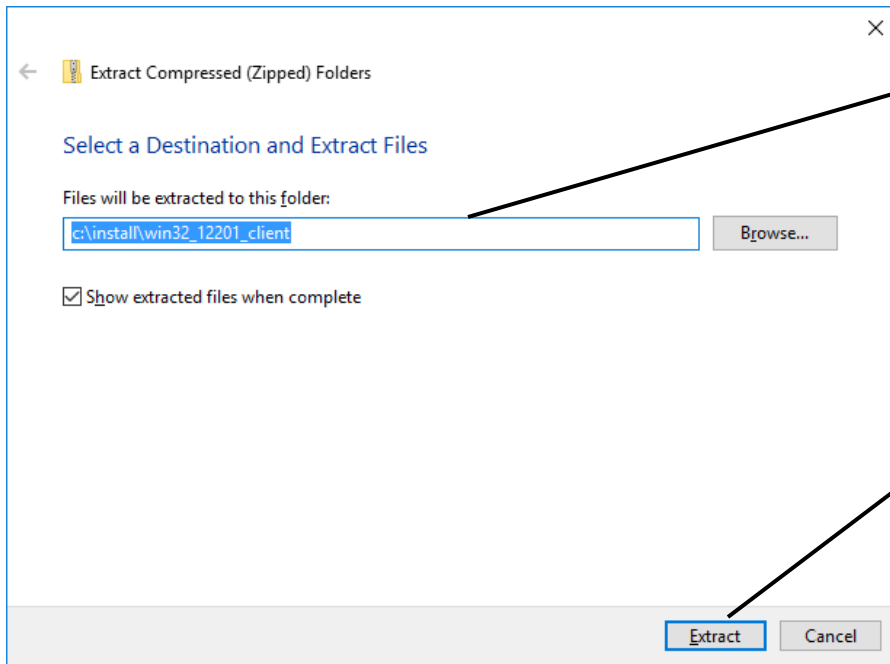 Extract Compressed (Zipped) Folders
Select a Destination and Extract Files
Files will be extracted to this folder:
c:\install\win32_12201_client
Browse...
Show extracted files when complete
Extract
Cancel